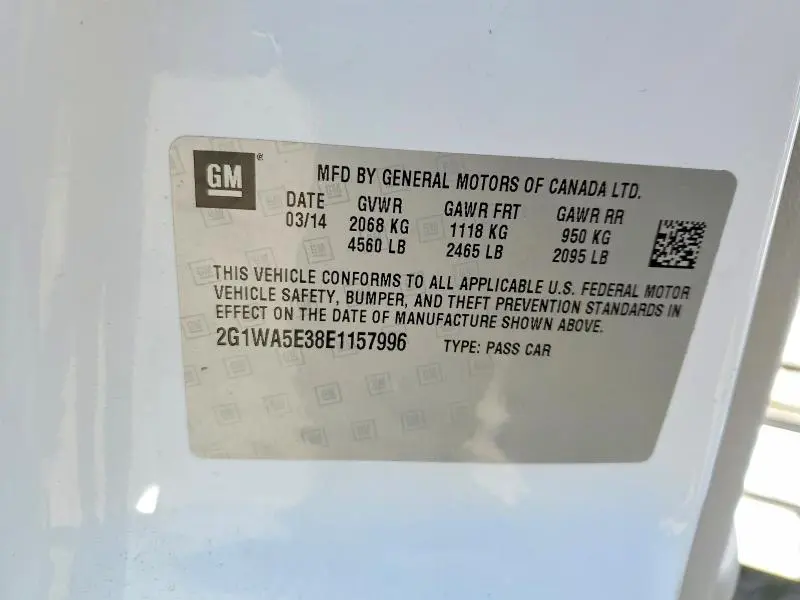 GM ®
MFD BY GENERAL MOTORS OF CANADA LTD.
DATE GVWR GAWR FRT GAWR RR
03/14 2068 KG 1118 KG 950 KG
4560 LB 2465 LB 2095 LB
THIS VEHICLE CONFORMS TO ALL APPLICABLE U.S. FEDERAL MOTOR
VEHICLE SAFETY, BUMPER, AND THEFT PREVENTION STANDARDS IN
EFFECT ON THE DATE OF MANUFACTURE SHOWN ABOVE.
2G1WA5E38E1157996 TYPE: PASS CAR